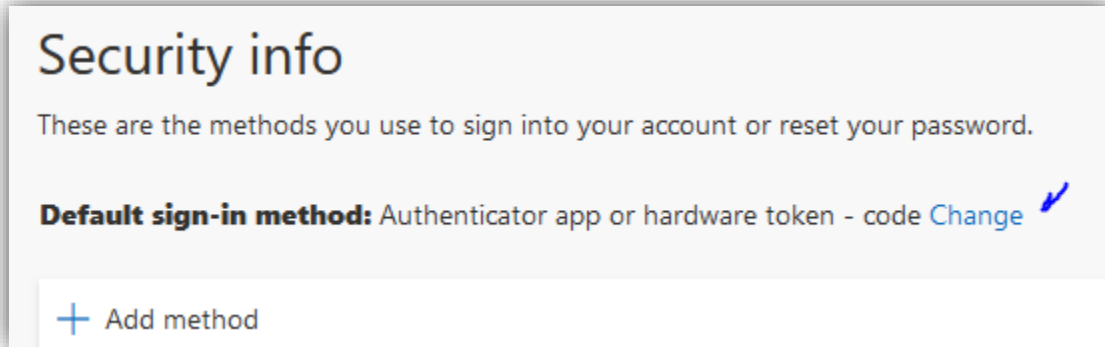 Security info
These are the methods you use to sign into your account or reset your password.
Default sign-in method: Authenticator app or hardware token - code Change
+ Add method